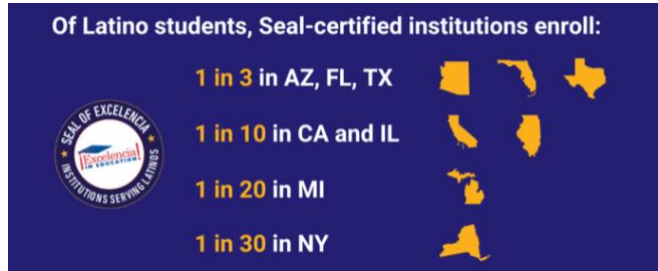 Of Latino students, Seal-certified institutions enroll:
1 in 3 in AZ, FL, TX
SEAL OF EXCELENCIA
Excelencia
IN EDUCATION
INSTITUTIONS SERVING LATINOS
1 in 10 in CA and IL
1 in 20 in MI
1 in 30 in NY